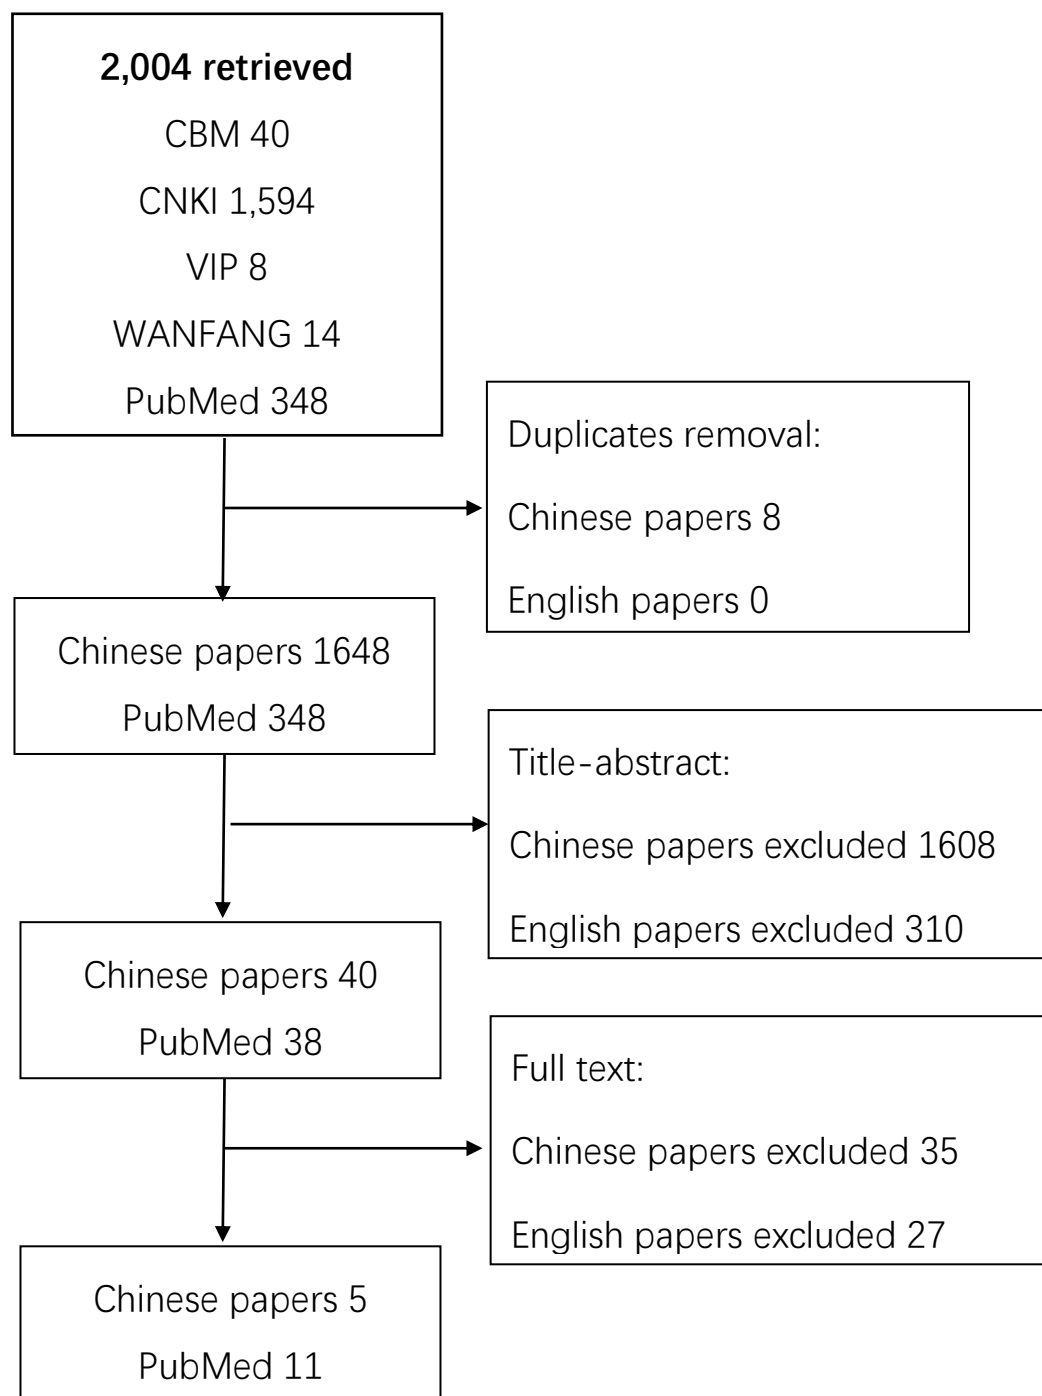 2,004 retrieved
CBM 40
CNKI 1,594
VIP 8
WANFANG 14
PubMed 348
Duplicates removal:
Chinese papers 8
English papers 0
Chinese papers 1648
PubMed 348
Title-abstract:
Chinese papers excluded 1608
English papers excluded 310
Chinese papers 40
PubMed 38
Full text:
Chinese papers excluded 35
English papers excluded 27
Chinese papers 5
PubMed 11